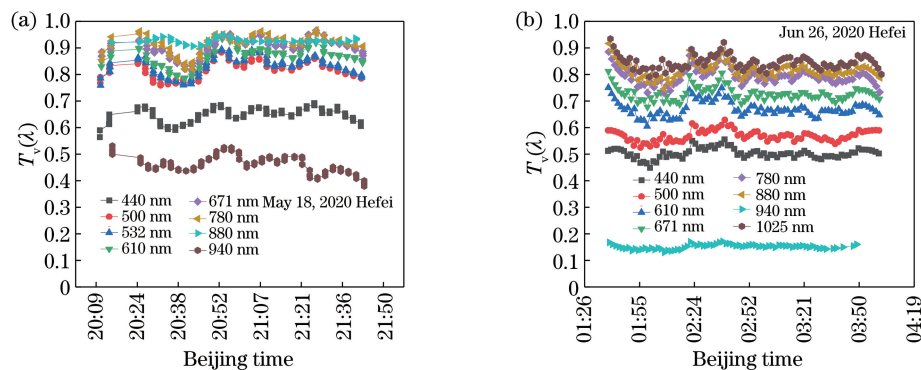 (a)
1.0
0.9
0.8
0.7
0.6
0.5
0.4
0.3
0.2
0.1
0
Tv(λ)
440 nm
500 nm
532 nm
610 nm
671 nm May 18, 2020 Hefei
780 nm
880 nm
940 nm
20:09
20:24
20:38
20:52
21:07
21:21
21:36
21:50
Beijing time
(b)
Jun 26, 2020 Hefei
1.0
0.9
0.8
0.7
0.6
0.5
0.4
0.3
0.2
0.1
0
Tv(λ)
440 nm
500 nm
610 nm
671 nm
780 nm
880 nm
940 nm
1025 nm
01:26
01:55
02:24
02:52
03:21
03:50
04:19
Beijing time